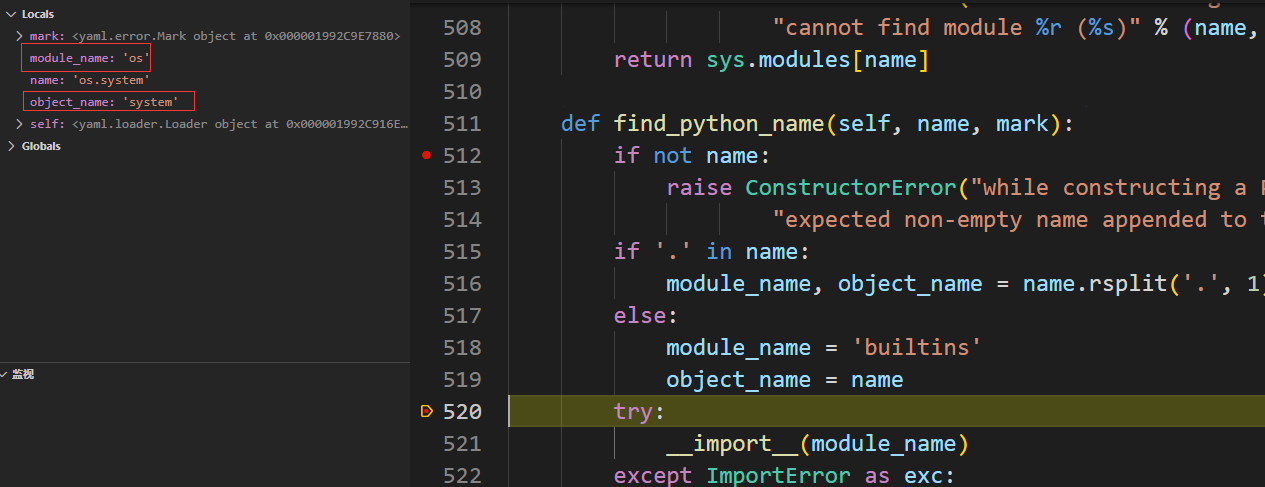 Locals
mark: <yaml.error.Mark object at 0x000001992C9E7880>
module_name: 'os'
name: 'os.system'
object_name: 'system'
self: <yaml.loader.Loader object at 0x000001992C916E…
Globals
监视
508 "cannot find module %r (%s)" % (name,
509 return sys.modules[name]
510
511 def find_python_name(self, name, mark):
512 if not name:
513 raise ConstructorError("while constructing a
514 "expected non-empty name appended to
515 if '.' in name:
516 module_name, object_name = name.rsplit('.', 1)
517 else:
518 module_name = 'builtins'
519 object_name = name
520 try:
521 __import__(module_name)
522 except ImportError as exc: